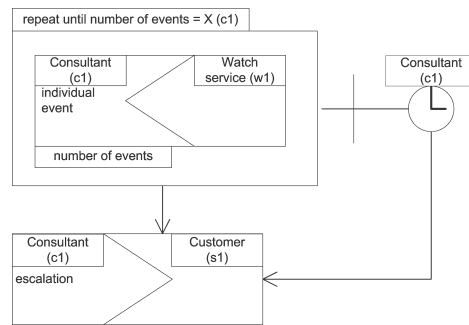 repeat until number of events = X (c1)
Consultant
(c1)
Watch
service (w1)
individual
event
number of events
Consultant
(c1)
Consultant
(c1)
Customer
(s1)
escalation